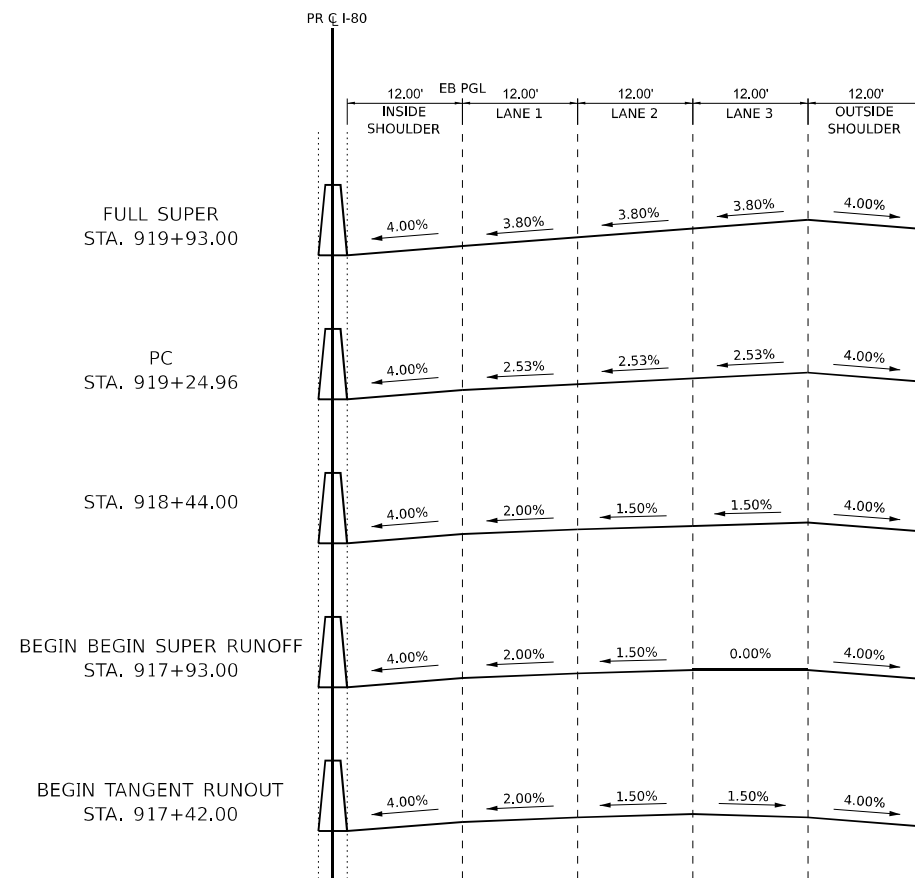 PR ℄ I-80
EB PGL
12.00' 12.00' 12.00' 12.00' 12.00'
INSIDE SHOULDER LANE 1 LANE 2 LANE 3 OUTSIDE SHOULDER
FULL SUPER
STA. 919+93.00
4.00% 3.80% 3.80% 3.80% 4.00%
PC
STA. 919+24.96
4.00% 2.53% 2.53% 2.53% 4.00%
STA. 918+44.00
4.00% 2.00% 1.50% 1.50% 4.00%
BEGIN BEGIN SUPER RUNOFF
STA. 917+93.00
4.00% 2.00% 1.50% 0.00% 4.00%
BEGIN TANGENT RUNOUT
STA. 917+42.00
4.00% 2.00% 1.50% 1.50% 4.00%